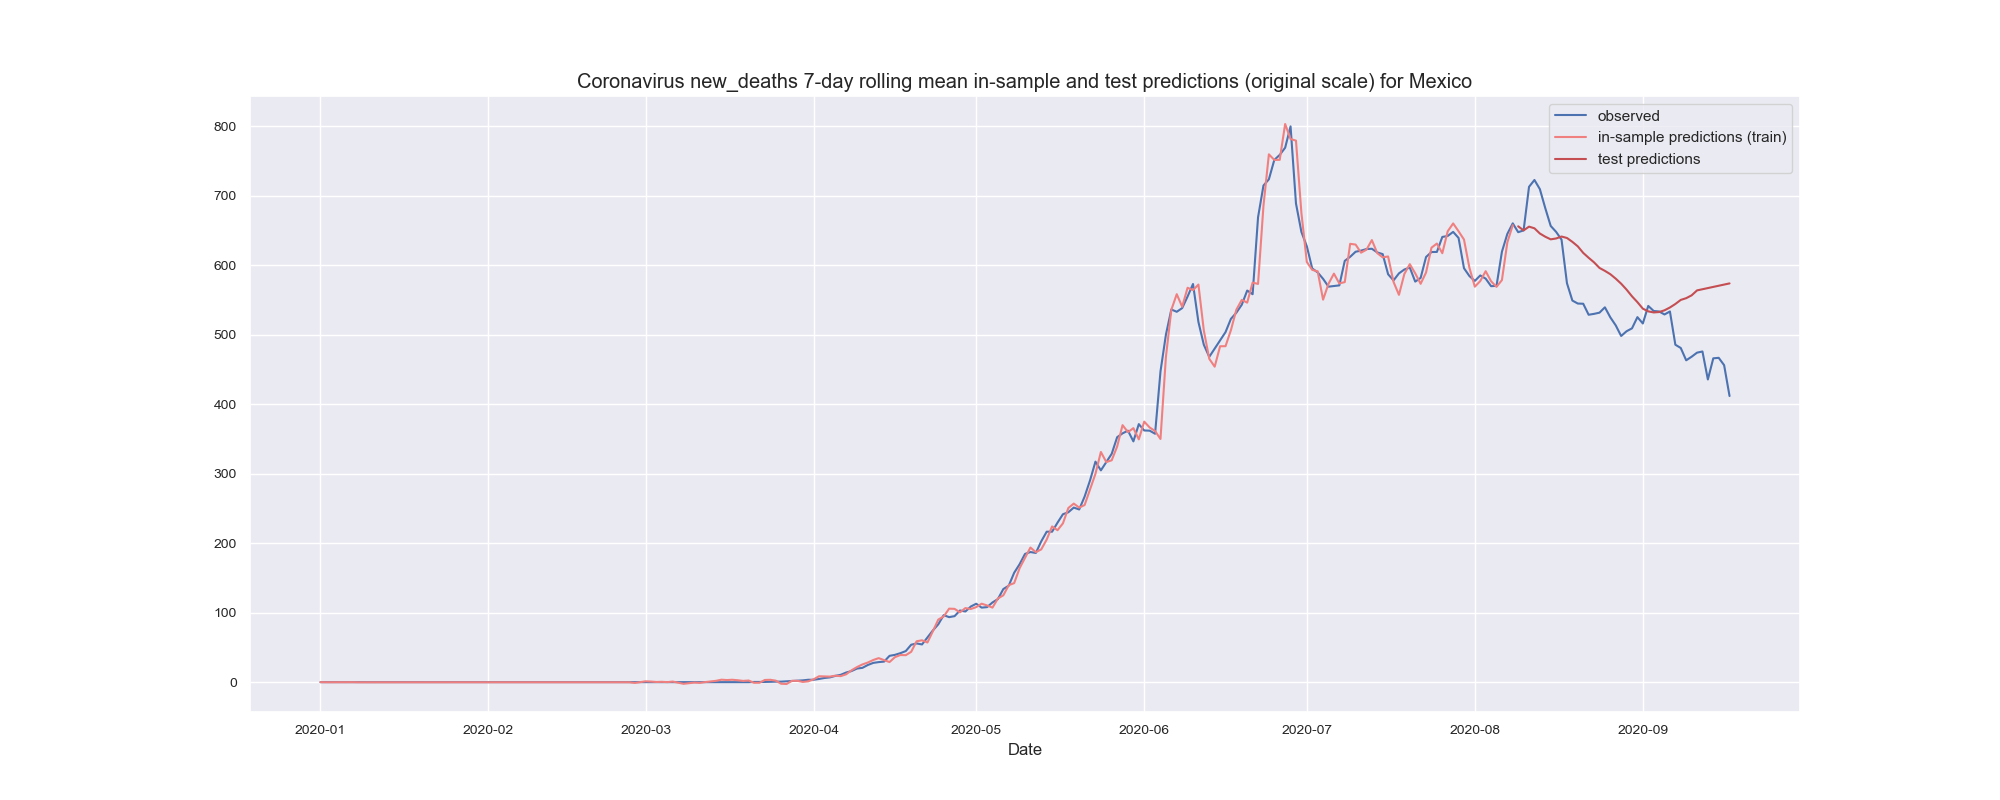 Coronavirus new_deaths 7-day rolling mean in-sample and test predictions (original scale) for Mexico
observed
in-sample predictions (train)
test predictions
800
700
600
500
400
300
200
100
0
2020-01 2020-02 2020-03 2020-04 2020-05 2020-06 2020-07 2020-08 2020-09
Date